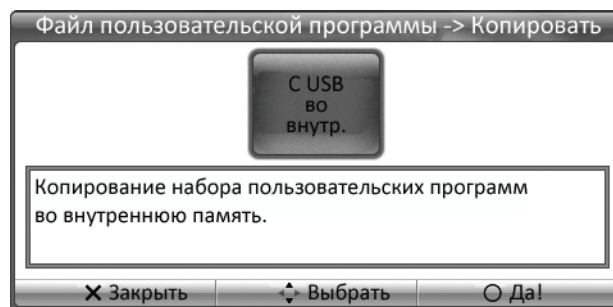 Файл пользовательской программы -> Копировать
С USB
во
внутр.
Копирование набора пользовательских программ
во внутреннюю память.
✕ Закрыть Выбрать ○ Да!